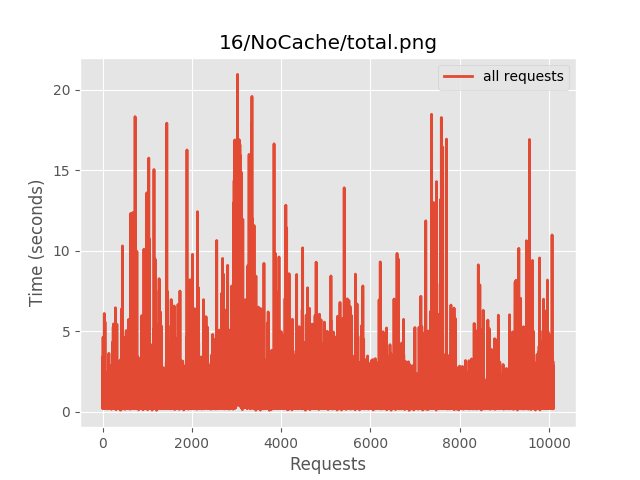 16/NoCache/total.png
all requests
Time (seconds)
20
15
10
5
0
0 2000 4000 6000 8000 10000
Requests